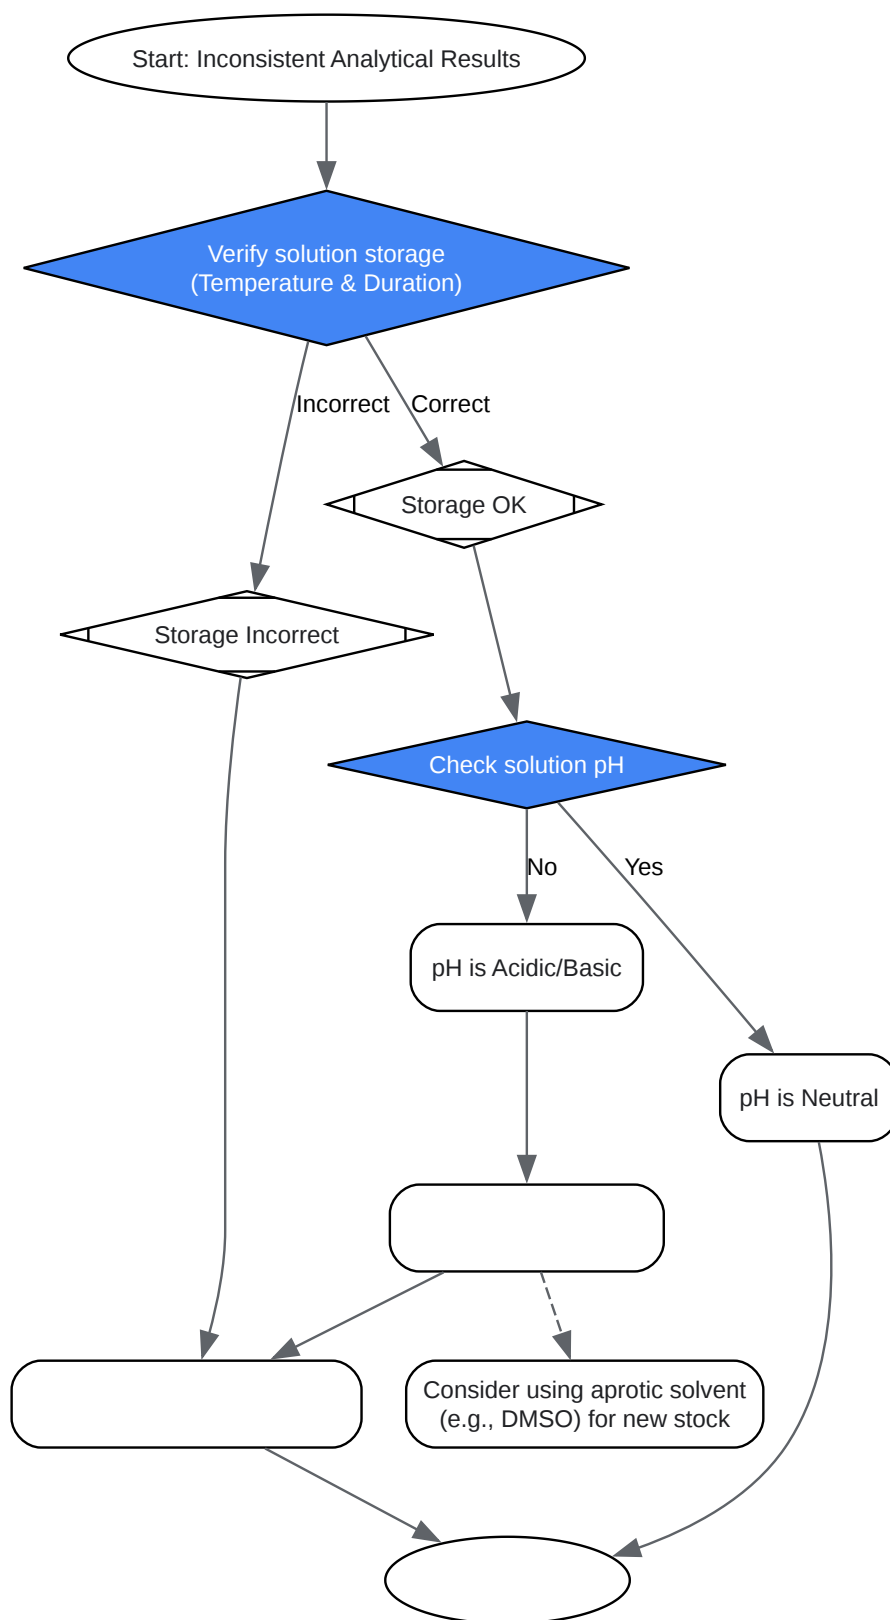 Start: Inconsistent Analytical Results
Verify solution storage
(Temperature & Duration)
Incorrect
Correct
Storage OK
Storage Incorrect
Check solution pH
No
Yes
pH is Acidic/Basic
pH is Neutral
Consider using aprotic solvent
(e.g., DMSO) for new stock